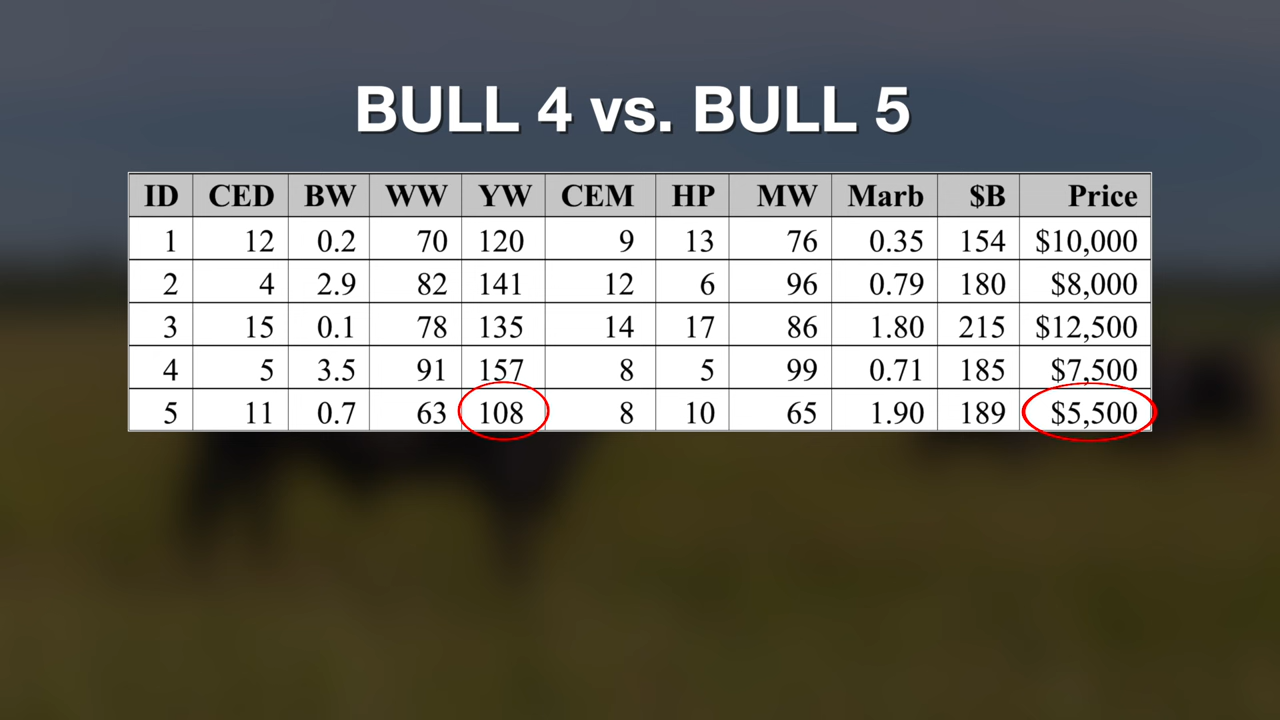 BULL 4 vs. BULL 5
ID CED BW WW YW CEM HP MW Marb $B Price
1 12 0.2 70 120 9 13 76 0.35 154 $10,000
2 4 2.9 82 141 12 6 96 0.79 180 $8,000
3 15 0.1 78 135 14 17 86 1.80 215 $12,500
4 5 3.5 91 157 8 5 99 0.71 185 $7,500
5 11 0.7 63 108 8 10 65 1.90 189 $5,500